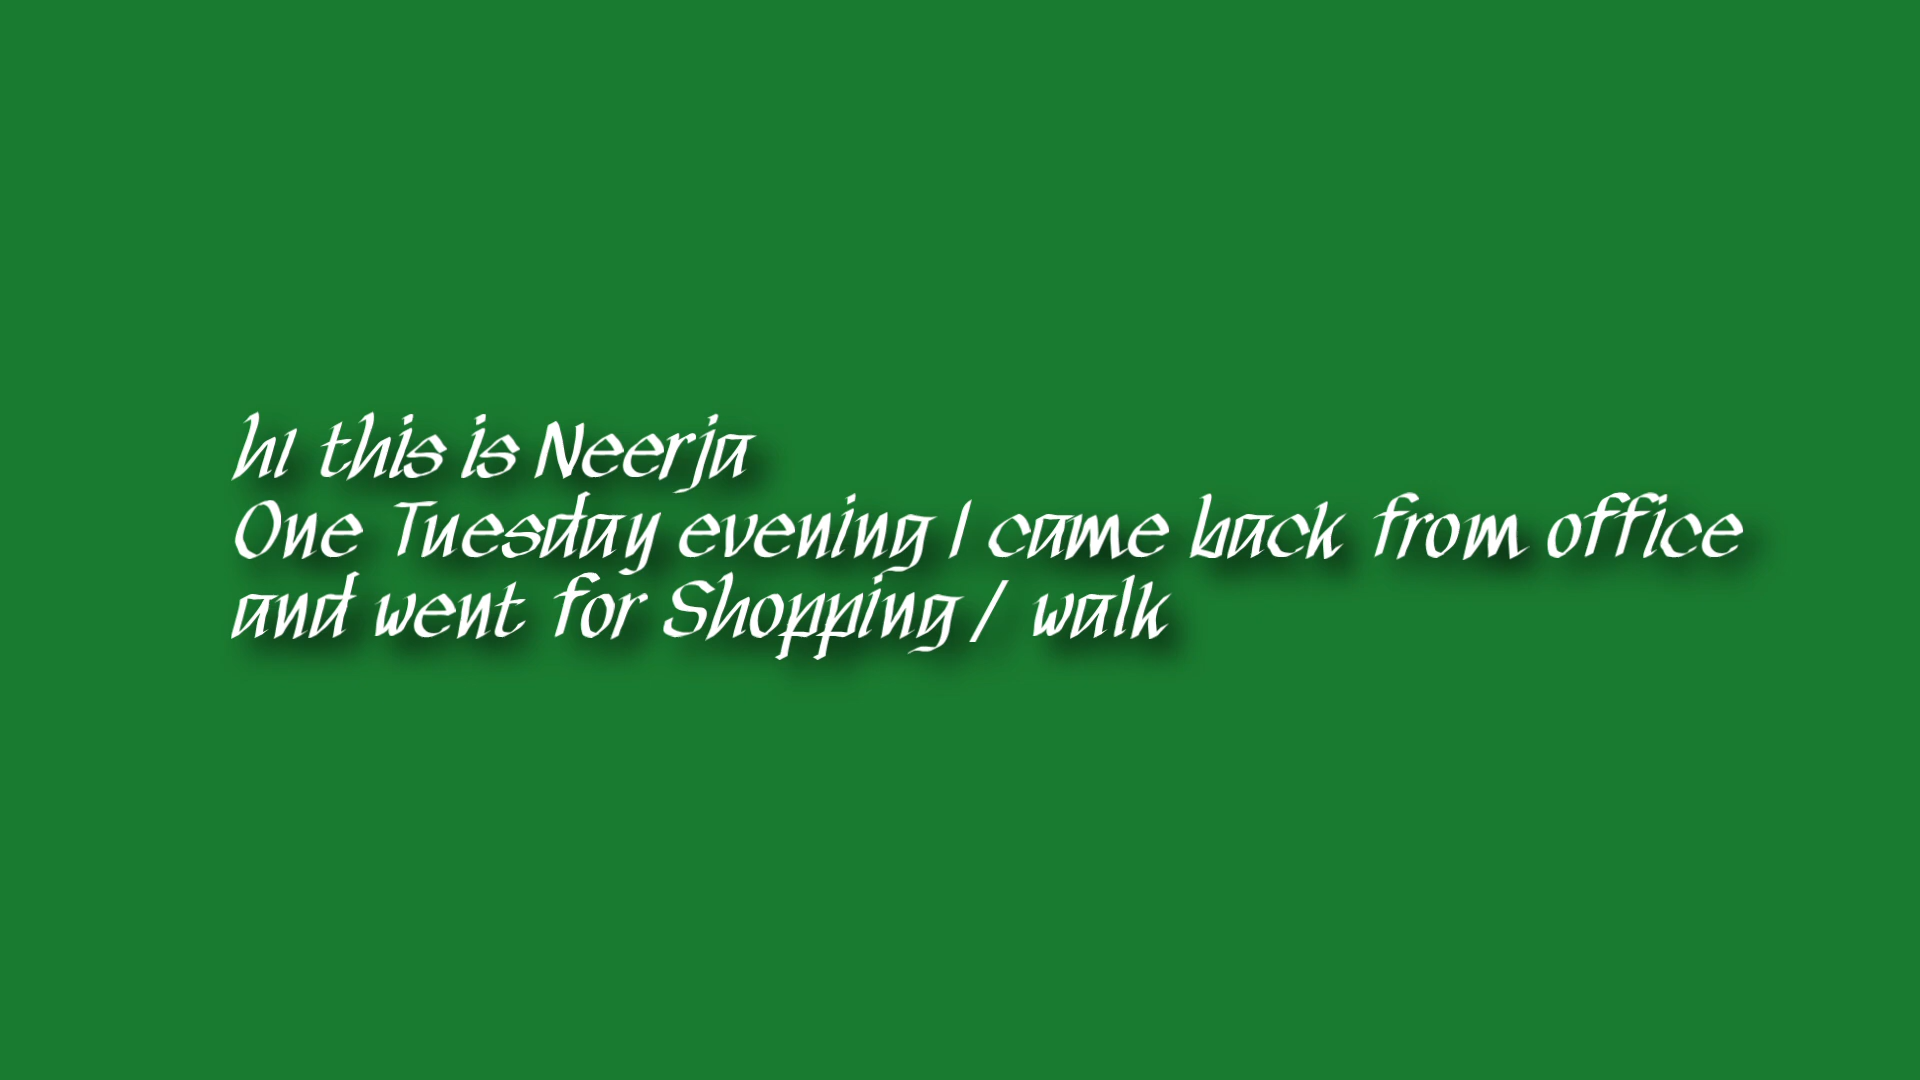 hI this is Neerja
One Tuesday evening I came back from office
and went for Shopping / walk